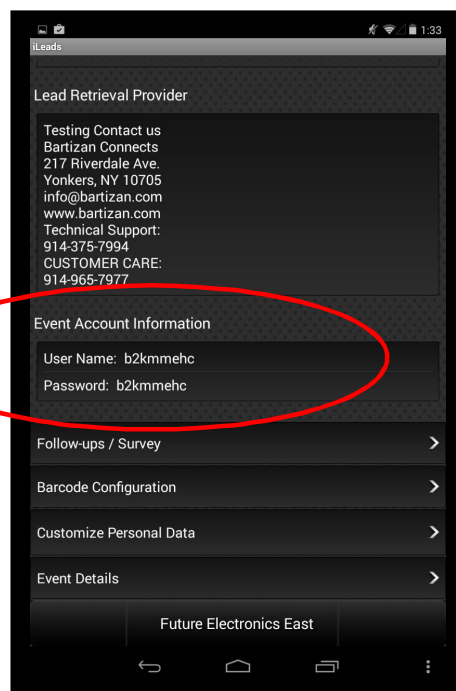 1:33
iLeads
Lead Retrieval Provider
Testing Contact us
Bartizan Connects
217 Riverdale Ave.
Yonkers, NY 10705
info@bartizan.com
www.bartizan.com
Technical Support:
914-375-7994
CUSTOMER CARE:
914-965-7977
Event Account Information
User Name: b2kmmehc
Password: b2kmmehc
Follow-ups / Survey
Barcode Configuration
Customize Personal Data
Event Details
Future Electronics East